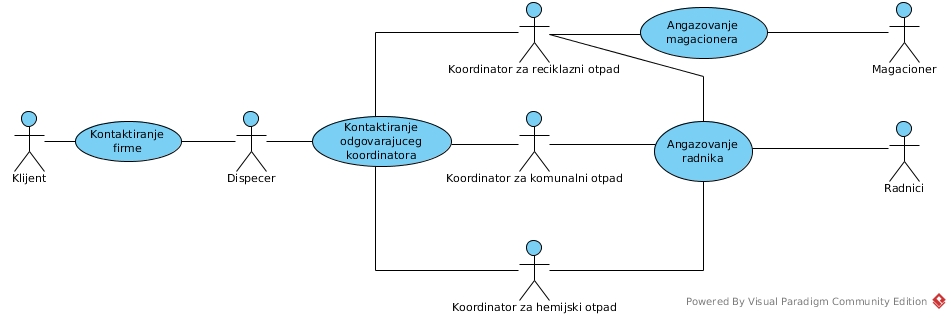 Angazovanje
magacionera
Koordinator za reciklazni otpad
Magacioner
Kontaktiranje
firme
Kontaktiranje
odgovarajuceg
koordinatora
Angazovanje
radnika
Klijent
Dispecer
Koordinator za komunalni otpad
Radnici
Koordinator za hemijski otpad
Powered By Visual Paradigm Community Edition